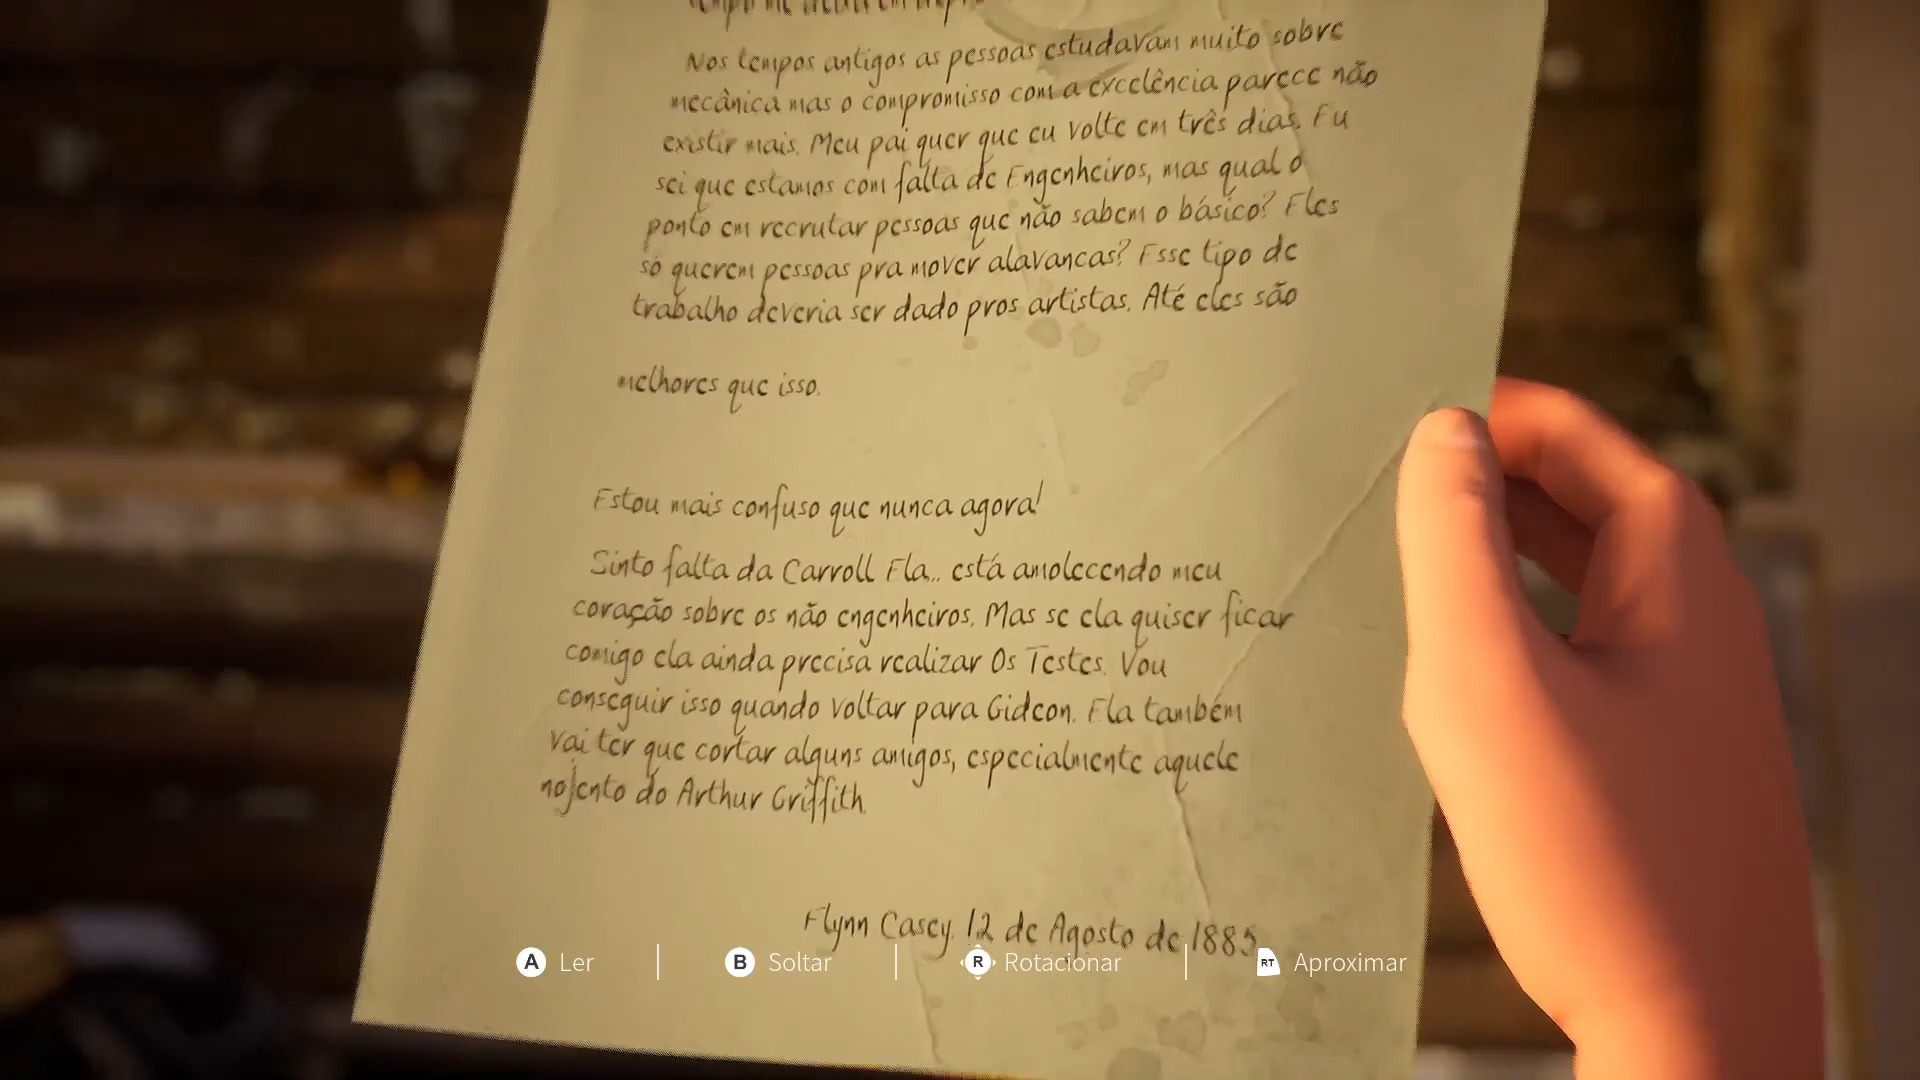 Nos tempos antigos as pessoas estudavam muito sobre
mecânica mas o compromisso com a excelência parece não
existir mais. Meu pai quer que eu volte em três dias. Eu
sei que estamos com falta de Engenheiros, mas qual o
ponto em recrutar pessoas que não sabem o básico? Eles
só querem pessoas pra mover alavancas? Esse tipo de
trabalho deveria ser dado pros artistas. Até eles são
melhores que isso.
Estou mais confuso que nunca agora!
Sinto falta da Carroll Ela.. está amolecendo meu
coração sobre os não engenheiros. Mas se ela quiser ficar
comigo ela ainda precisa realizar Os Testes. Vou
conseguir isso quando voltar para Gideon. Ela também
vai ter que cortar alguns amigos, especialmente aquele
nojento do Arthur Griffith.
Flynn Casey. 12 de Agosto de 1885
A Ler
B Soltar
R Rotacionar
RT Aproximar